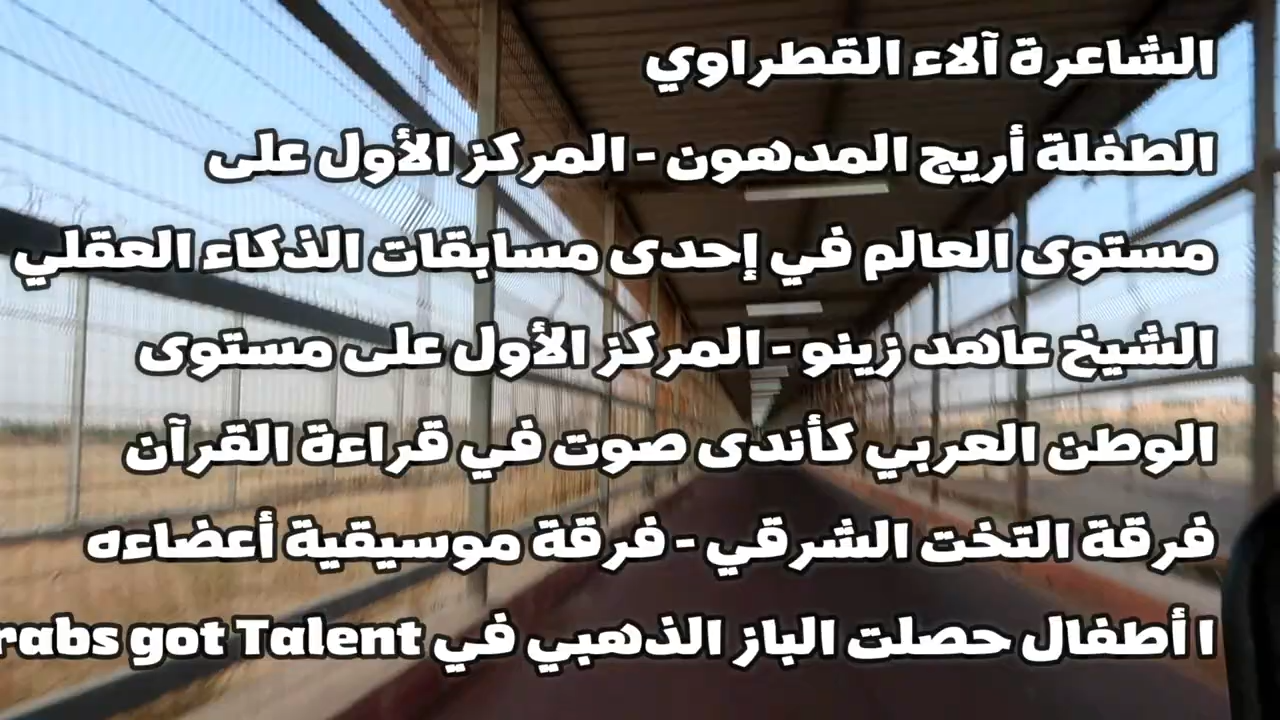 الشاعرة آلاء القطراوي
الطفلة أريج المدهون - المركز الأول على
مستوى العالم في إحدى مسابقات الذكاء العقلي
الشيخ عاهد زينو - المركز الأول على مستوى
الوطن العربي كأندى صوت في قراءة القرآن
فرقة التخت الشرقي - فرقة موسيقية أعضاءه
ا أطفال حصلت الباز الذهبي في rabs got Talent